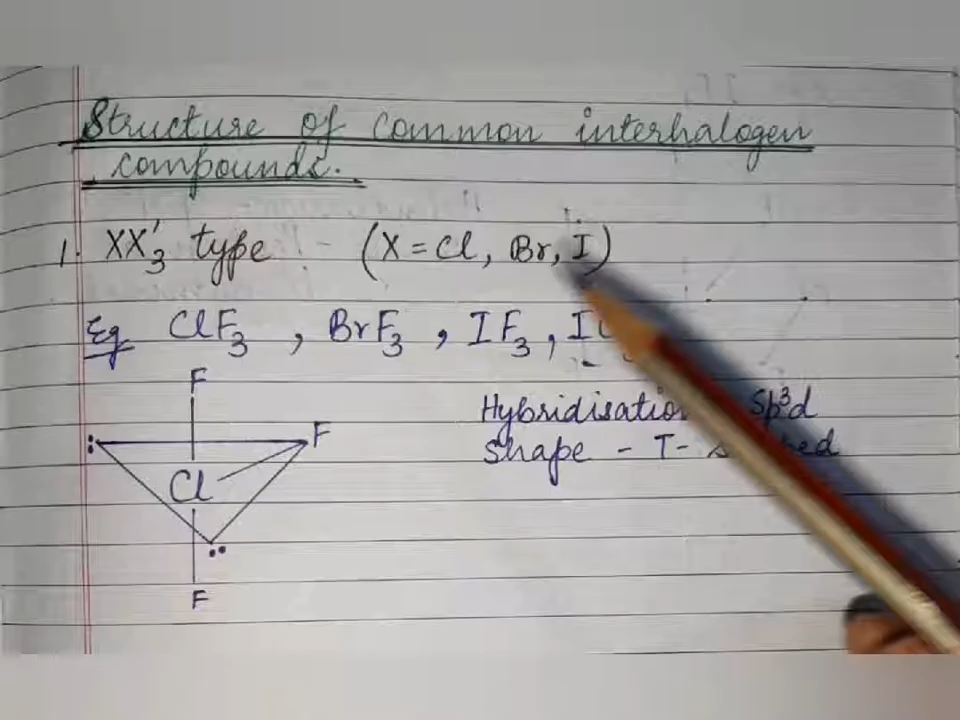 Structure of common interhalogen
compounds.
1. XX'₃ type - (X = Cl, Br, I)
Eg ClF₃, BrF₃, IF₃,
F
Hybridisation Sp³d
: F
shape - T-
Cl
:
F